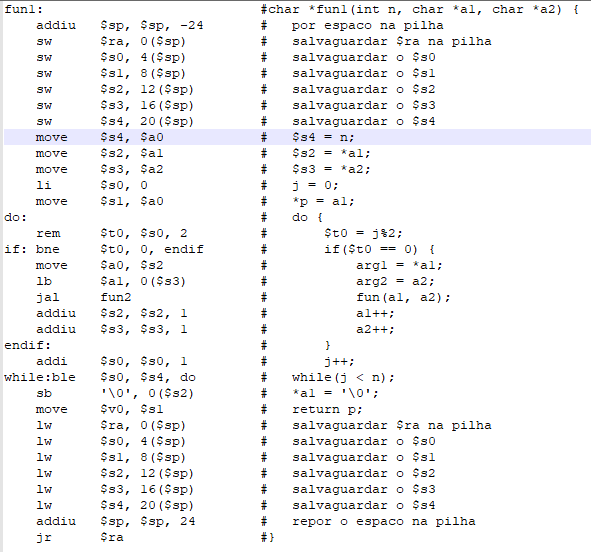 fun1: #char *fun1(int n, char *a1, char *a2) {
addiu $sp, $sp, -24 # por espaco na pilha
sw $ra, 0($sp) # salvaguardar $ra na pilha
sw $s0, 4($sp) # salvaguardar o $s0
sw $s1, 8($sp) # salvaguardar o $s1
sw $s2, 12($sp) # salvaguardar o $s2
sw $s3, 16($sp) # salvaguardar o $s3
sw $s4, 20($sp) # salvaguardar o $s4
move $s4, $a0 # $s4 = n;
move $s2, $a1 # $s2 = *a1;
move $s3, $a2 # $s3 = *a2;
li $s0, 0 # j = 0;
move $s1, $a0 # *p = a1;
do: # do {
rem $t0, $s0, 2 # $t0 = j%2;
if: bne $t0, 0, endif # if($t0 == 0) {
move $a0, $s2 # arg1 = *a1;
lb $a1, 0($s3) # arg2 = a2;
jal fun2 # fun(a1, a2);
addiu $s2, $s2, 1 # a1++;
addiu $s3, $s3, 1 # a2++;
endif: # }
addi $s0, $s0, 1 # j++;
while:ble $s0, $s4, do # while(j < n);
sb '\0', 0($s2) # *a1 = '\0';
move $v0, $s1 # return p;
lw $ra, 0($sp) # salvaguardar $ra na pilha
lw $s0, 4($sp) # salvaguardar o $s0
lw $s1, 8($sp) # salvaguardar o $s1
lw $s2, 12($sp) # salvaguardar o $s2
lw $s3, 16($sp) # salvaguardar o $s3
lw $s4, 20($sp) # salvaguardar o $s4
addiu $sp, $sp, 24 # repor o espaco na pilha
jr $ra #}